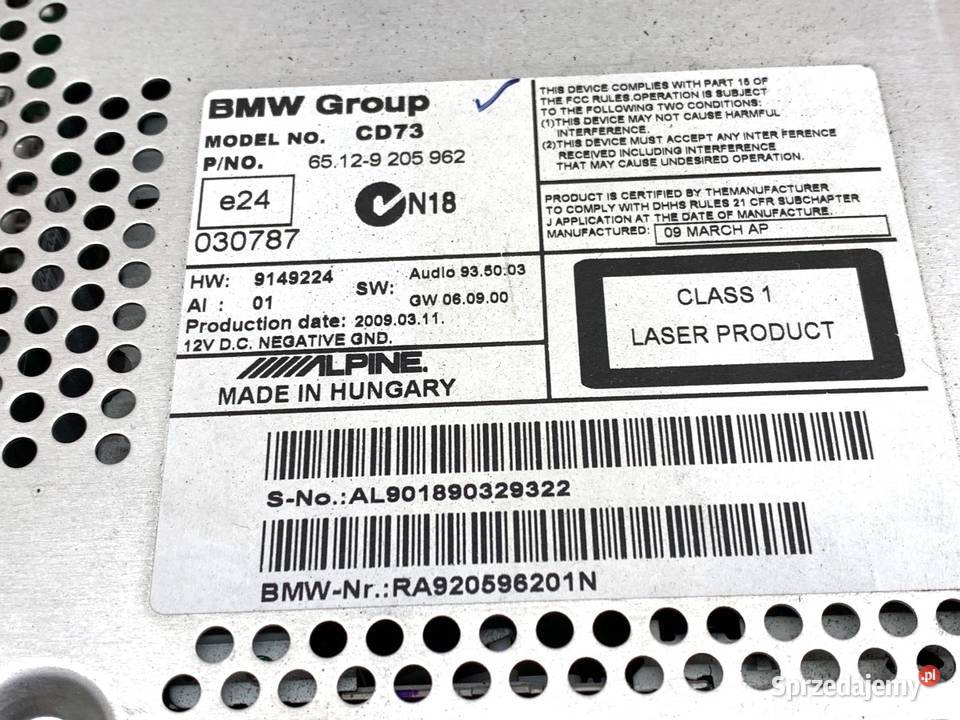 BMW Group
MODEL NO. CD73
P/NO. 65.12-9 205 962
e24
N18
030787
THIS DEVICE COMPLIES WITH PART 15 OF
THE FCC RULES.OPERATION IS SUBJECT
TO THE FOLLOWING TWO CONDITIONS:
(1)THIS DEVICE MAY NOT CAUSE HARMFUL
INTERFERENCE.
(2)THIS DEVICE MUST ACCEPT ANY INTER FERENCE
RECEIVED INCLUDING INTERFERENCE
THAT MAY CAUSE UNDESIRED OPERATION.
PRODUCT IS CERTIFIED BY THEMANUFACTURER
TO COMPLY WITH DHHS RULES 21 CFR SUBCHAPTER
J APPLICATION AT THE DATE OF MANUFACTURE.
MANUFACTURED: 09 MARCH AP
HW: 9149224
AI : 01
SW: Audio 93.50.03
GW 06.09.00
Production date: 2009.03.11.
12V D.C. NEGATIVE GND.
ALPINE.
MADE IN HUNGARY
CLASS 1
LASER PRODUCT
S-No.:AL901890329322
BMW-Nr.:RA920596201N
Sprzedajemy.pl